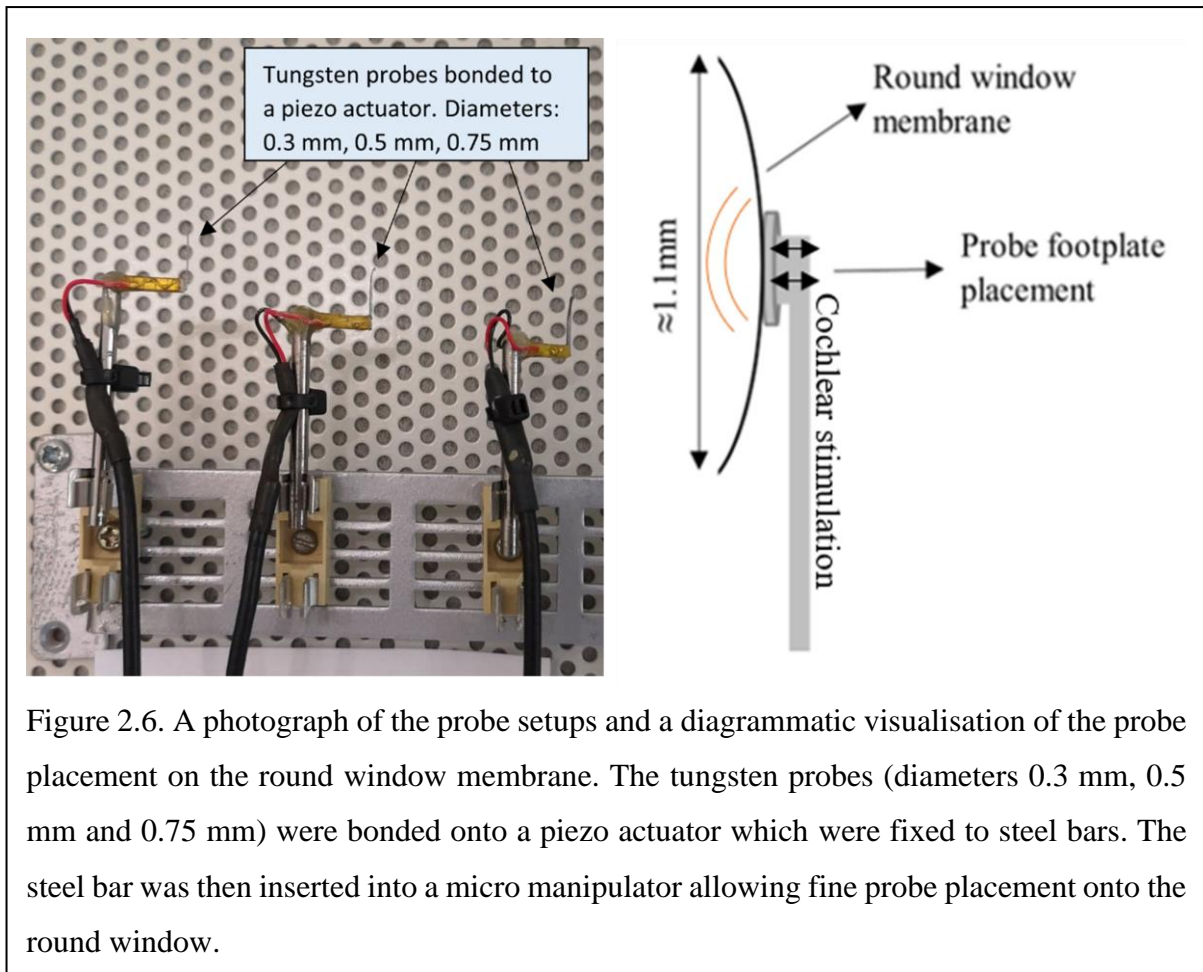 Tungsten probes bonded to
a piezo actuator. Diameters:
0.3 mm, 0.5 mm, 0.75 mm
Round window
membrane
≈1.1mm
Probe footplate
placement
Cochlear stimulation
Figure 2.6. A photograph of the probe setups and a diagrammatic visualisation of the probe
placement on the round window membrane. The tungsten probes (diameters 0.3 mm, 0.5
mm and 0.75 mm) were bonded onto a piezo actuator which were fixed to steel bars. The
steel bar was then inserted into a micro manipulator allowing fine probe placement onto the
round window.